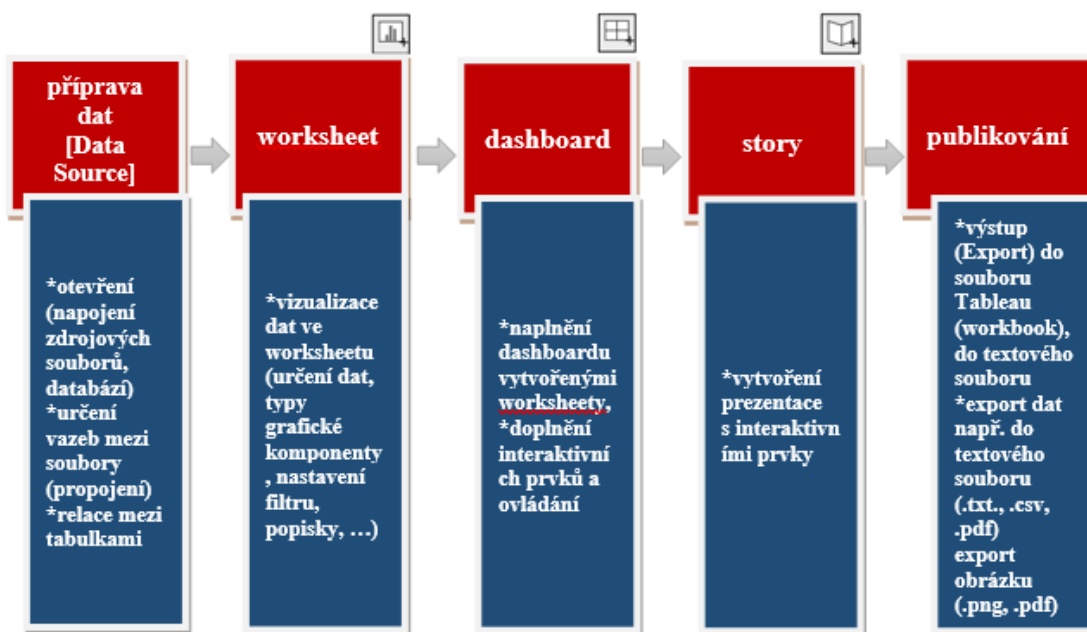 příprava
dat
[Data
Source]
*otevření
(napojení
zdrojových
souborů,
databází)
*určení
vazeb mezi
soubory
(propojení)
*relace mezi
tabulkami
worksheet
*vizualizace
dat ve
worksheetu
(určení dat,
typy
grafické
komponenty
, nastavení
filtru,
popisky, …)
dashboard
*naplnění
dashboardu
vytvořenými
worksheety,
*doplnění
interaktivní
ch prvků a
ovládání
story
*vytvoření
prezentace
s interaktivn
ími prvky
publikování
*výstup
(Export) do
souboru
Tableau
(workbook),
do textového
souboru
*export dat
např. do
textového
souboru
(.txt., .csv,
.pdf)
export
obrázku
(.png, .pdf)